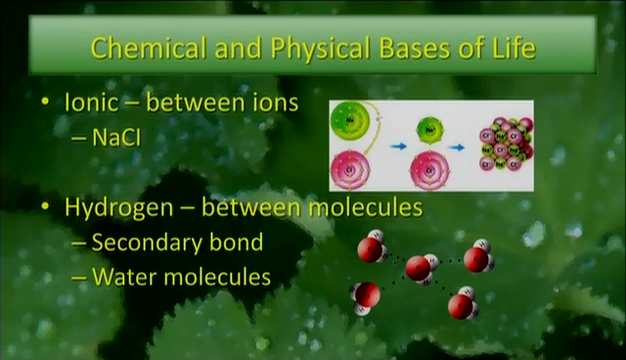 Chemical and Physical Bases of Life
• Ionic – between ions
– NaCl
• Hydrogen – between molecules
– Secondary bond
– Water molecules